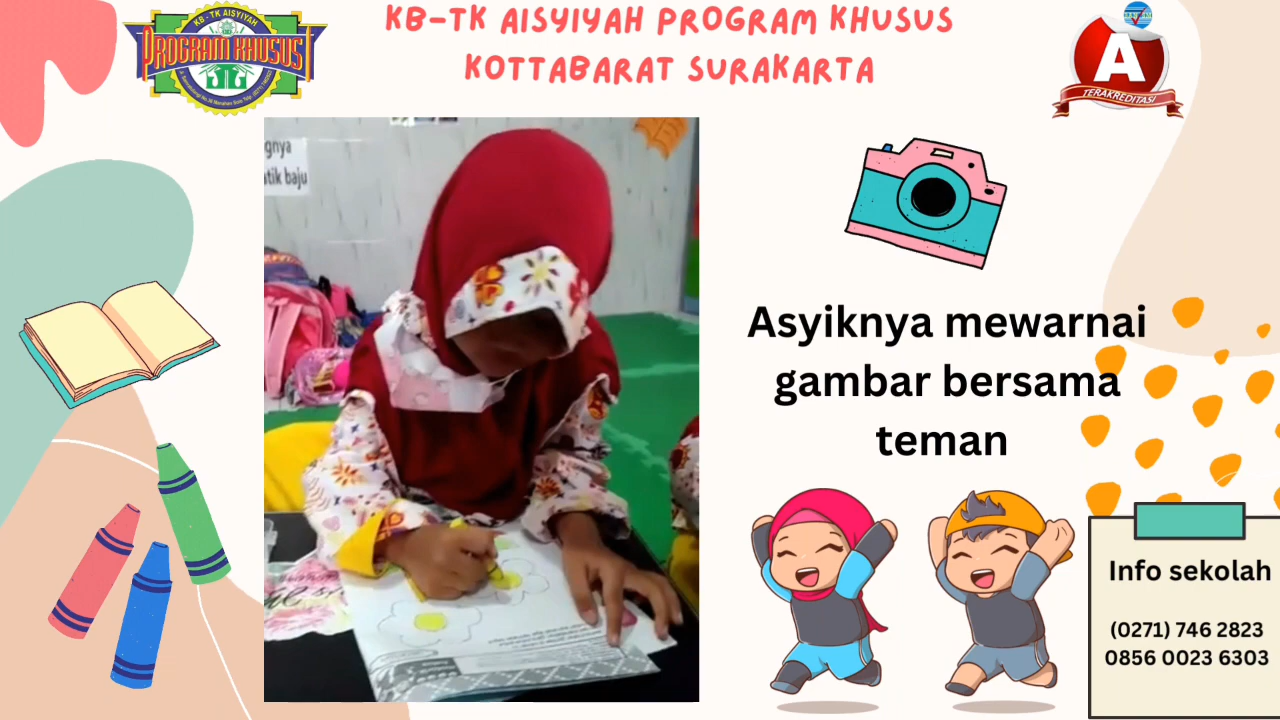 KB-TK AISYIYAH PROGRAM KHUSUS
KOTTABARAT SURAKARTA
KB - TK AISYIYAH
PROGRAM KHUSUS
A
TERAKREDITASI
gnya
tik baju
Asyiknya mewarnai
gambar bersama
teman
Info sekolah
(0271) 746 2823
0856 0023 6303